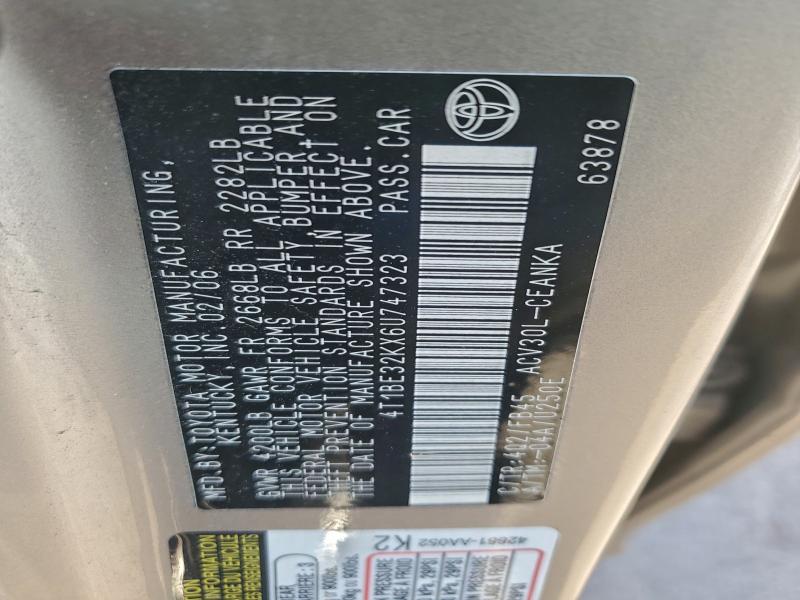 MFD.BY:TOYOTA MOTOR MANUFACTURING,
KENTUCKY, INC. 02/06
GVWR 4200LB GAWR FR 2668LB RR 2282LB
THIS VEHICLE CONFORMS TO ALL APPLICABLE
FEDERAL MOTOR VEHICLE SAFETY, BUMPER, AND
THEFT PREVENTION STANDARDS IN EFFECT ON
THE DATE OF MANUFACTURE SHOWN ABOVE.
4T1BE32KX6U747323 PASS.CAR
C/TR:4Q2/FB45 ACV30L-CEANKA
A/TM:-04A/U250E
63878
42661-AA052
K2
INFORMATION